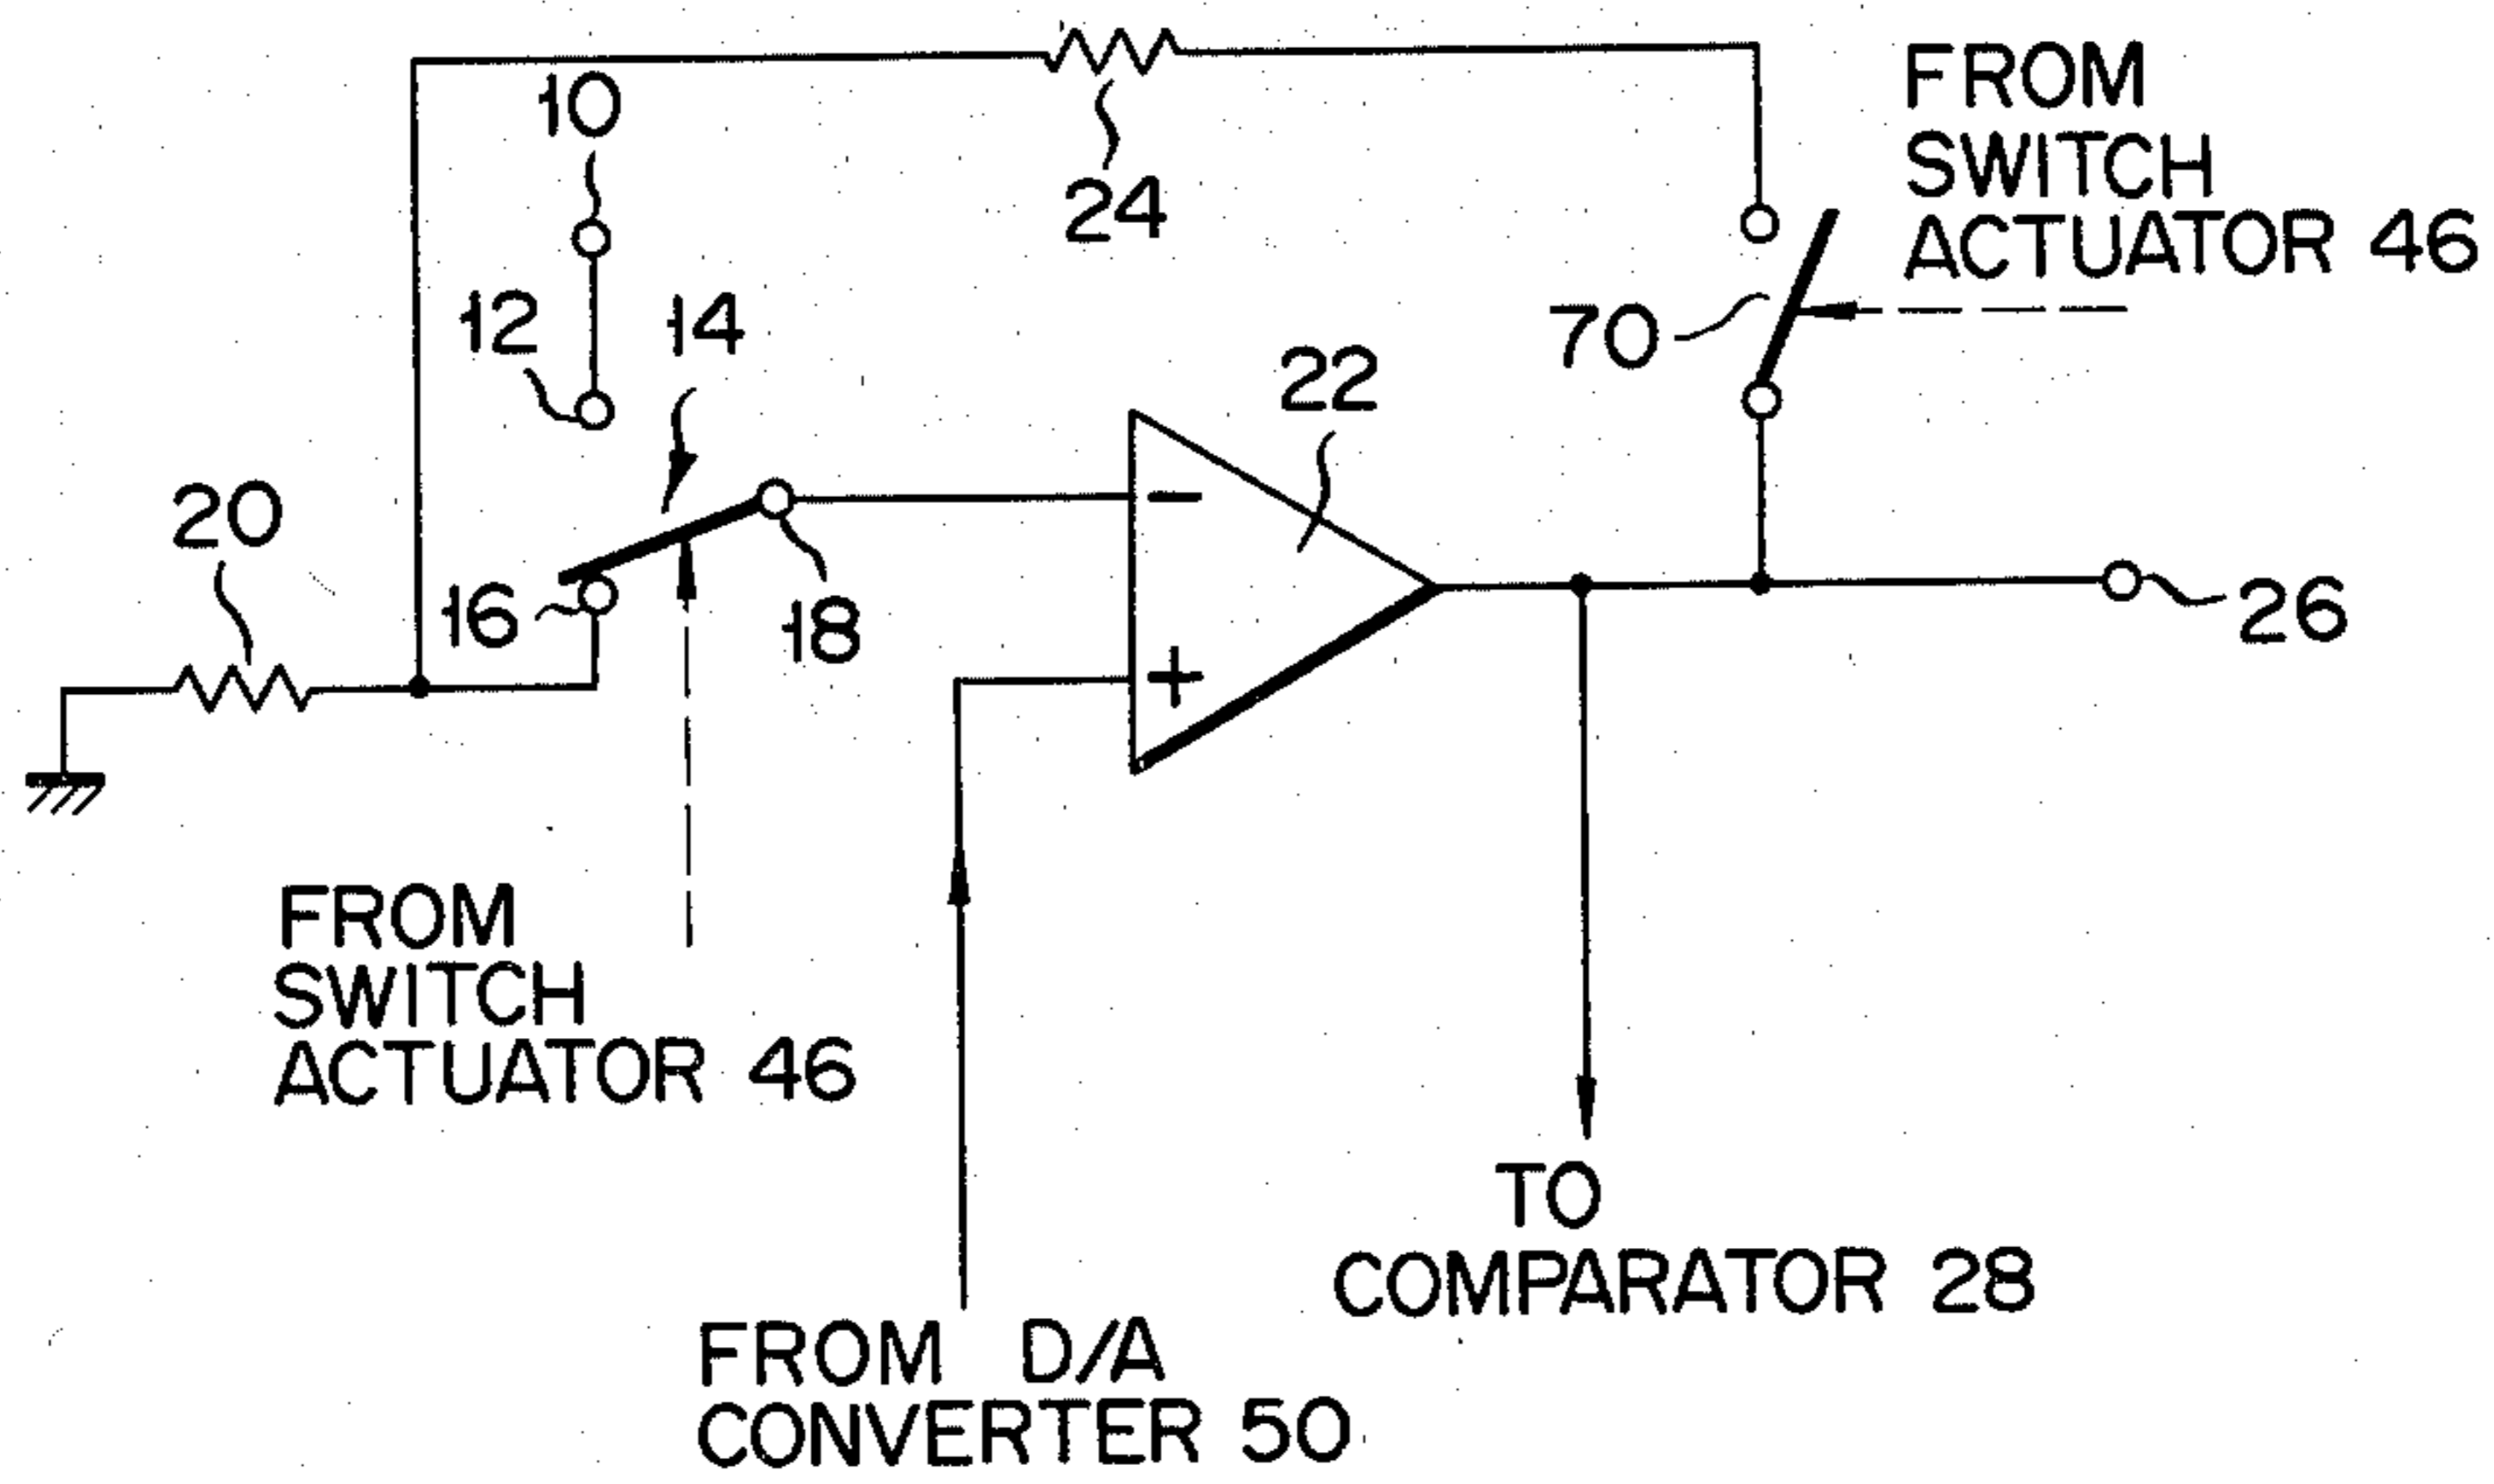 10
24
FROM
SWITCH
ACTUATOR 46
12
14
70
22
20
16
18
-
+
26
FROM
SWITCH
ACTUATOR 46
TO
COMPARATOR 28
FROM D/A
CONVERTER 50